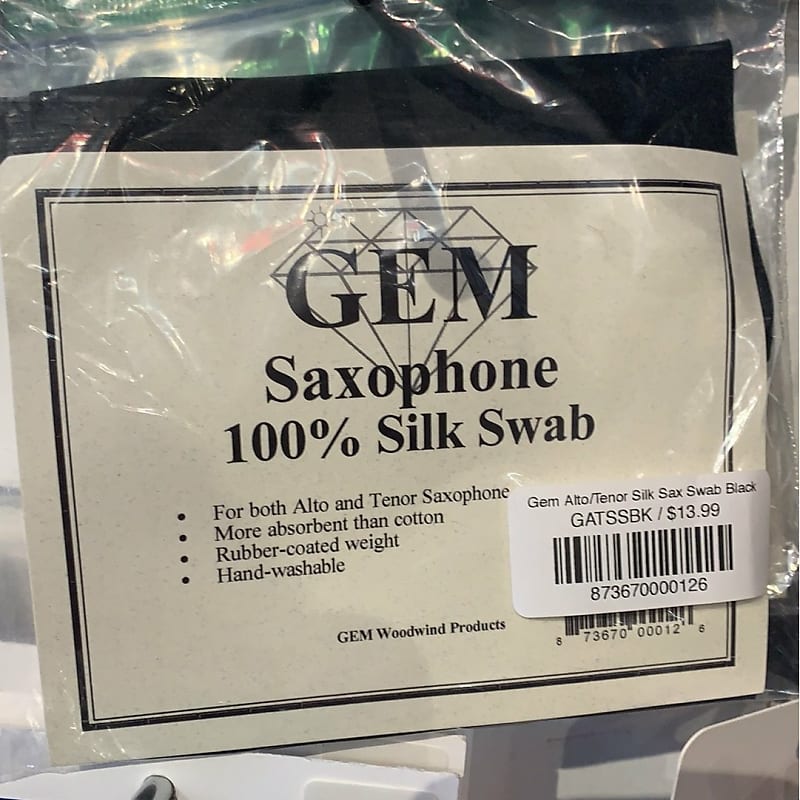 GEM
Saxophone
100% Silk Swab
• For both Alto and Tenor Saxophone
• More absorbent than cotton
• Rubber-coated weight
• Hand-washable
GEM Woodwind Products
Gem Alto/Tenor Silk Sax Swab Black
GATSSBK / $13.99
873670000126
8 73670 00012 6